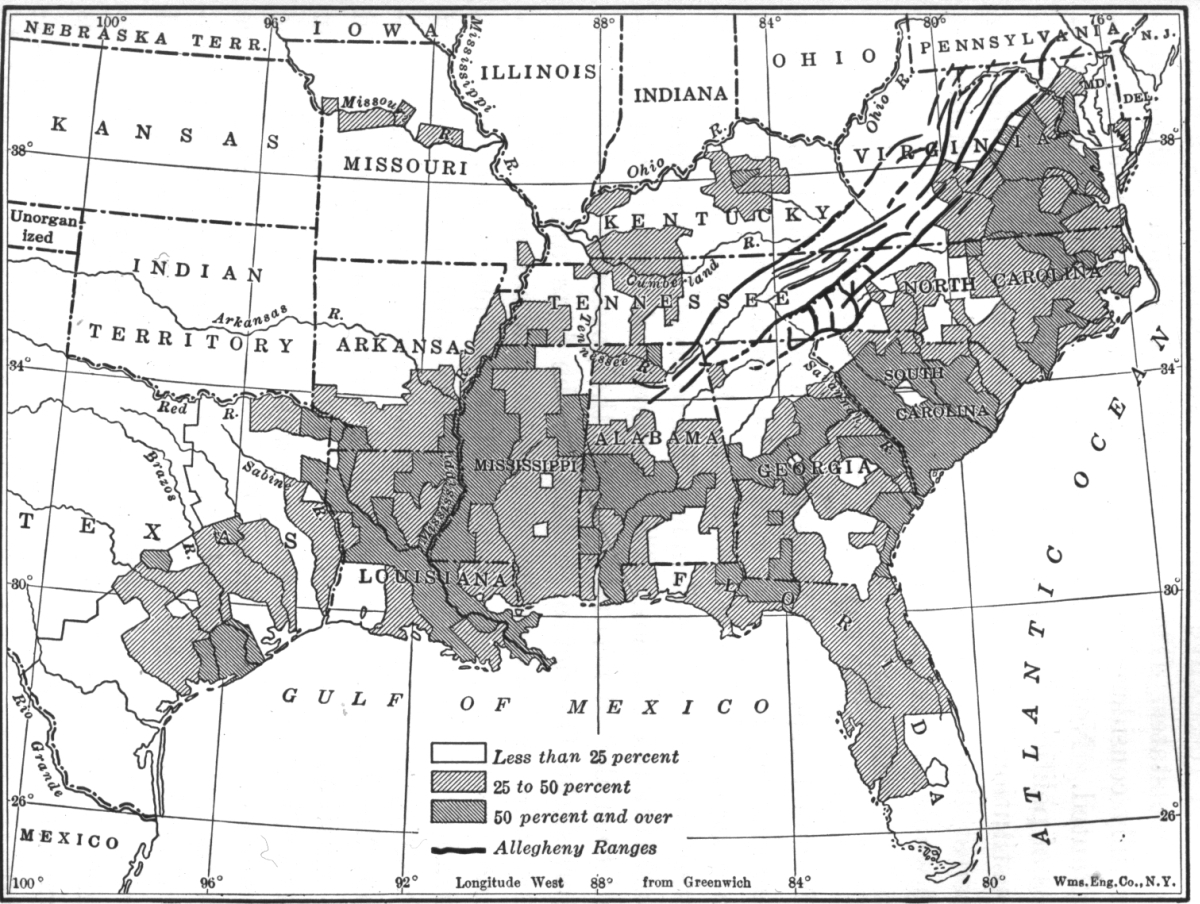 100°
96°
88°
84°
80°
76°
NEBRASKA TERR.
IOWA
Mississippi
ILLINOIS
INDIANA
OHIO
PENNSYLVANIA
N.J.
MD.
DEL.
Ohio R.
Missouri
R.
KANSAS
38°
MISSOURI
R.
Ohio
R.
VIRGINIA
38°
Unorgan
ized
KENTUCKY
INDIAN
TERRITORY
Arkansas
R.
Cumberland
R.
TENNESSEE
Tennessee
R.
NORTH CAROLINA
ARKANSAS
34°
Red
R.
SOUTH
CAROLINA
Savannah
R.
34°
Brazos
R.
Sabine
R.
Mississippi
MISSISSIPPI
ALABAMA
GEORGIA
TEXAS
LOUISIANA
FLORIDA
30°
30°
ATLANTIC OCEAN
GULF OF MEXICO
Rio
Grande
MEXICO
26°
26°
Less than 25 percent
25 to 50 percent
50 percent and over
Allegheny Ranges
100°
96°
92°
Longitude West
88°
from Greenwich
84°
80°
Wms.Eng.Co.,N.Y.